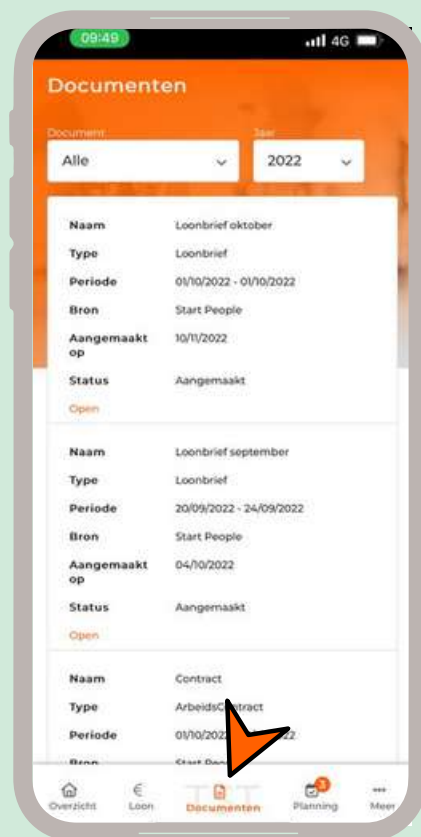 09:49 4G
Documenten
Document Jaar
Alle 2022
Naam Loonbrief oktober
Type Loonbrief
Periode 01/10/2022 - 01/10/2022
Bron Start People
Aangemaakt 10/11/2022
op
Status Aangemaakt
Open
Naam Loonbrief september
Type Loonbrief
Periode 20/09/2022 - 24/09/2022
Bron Start People
Aangemaakt 04/10/2022
op
Status Aangemaakt
Open
Naam Contract
Type
Periode
Bron Start
3
Overzicht Loon Documenten Planning Meer